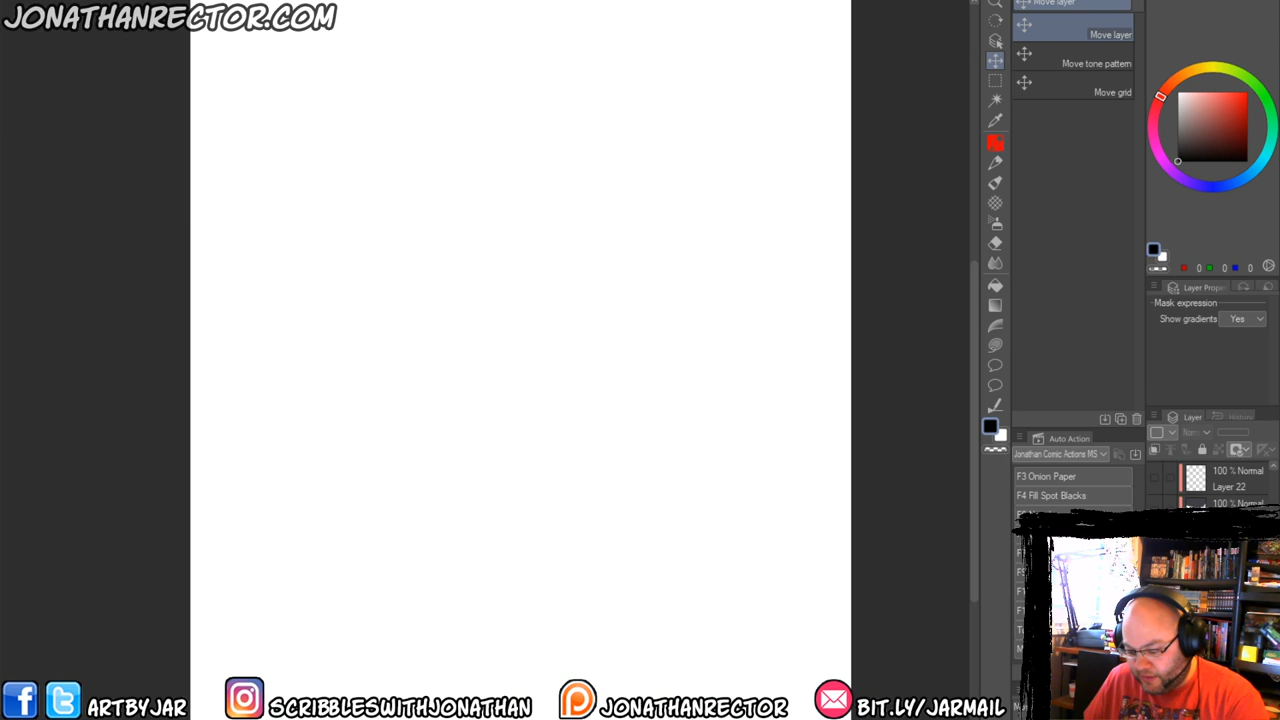 JONATHANRECTOR.COM
Move layer
Move layer
Move tone pattern
Move grid
0 0 0
Layer Prope
Mask expression
Show gradients Yes
Layer History
Auto Action
Jonathan Comic Actions MS
F3 Onion Paper
F4 Fill Spot Blacks
100 % Normal
Layer 22
100 % Normal
ARTBYJAR
SCRIBBLESWITHJONATHAN
JONATHANRECTOR
BIT.LY/JARMAIL